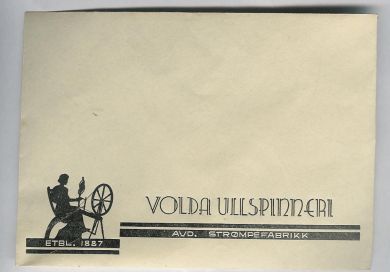 VOLDA ULLSPINNERI
AVD. STRØMPEFABRIKK
ETBL. 1887